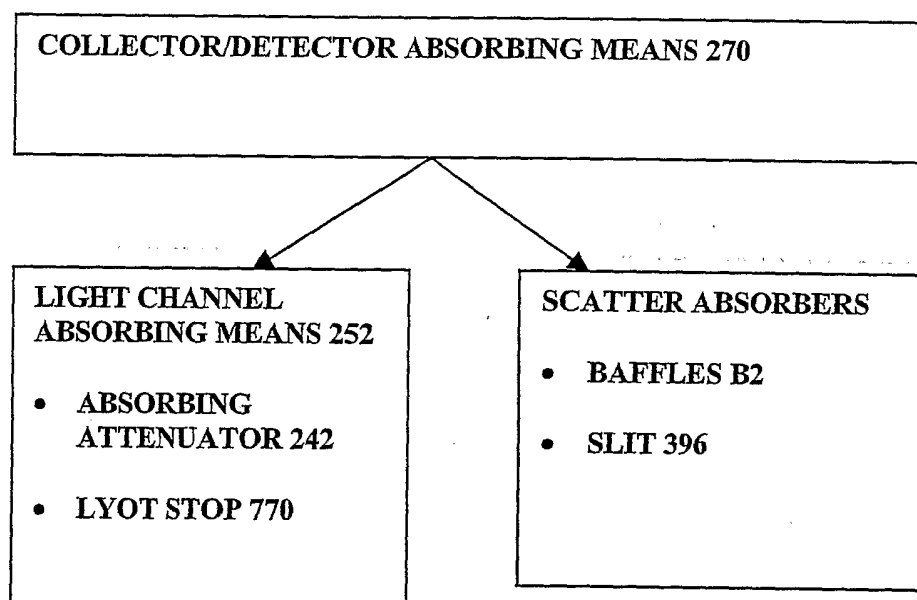 COLLECTOR/DETECTOR ABSORBING MEANS 270
LIGHT CHANNEL
ABSORBING MEANS 252
• ABSORBING
ATTENUATOR 242
• LYOT STOP 770
SCATTER ABSORBERS
• BAFFLES B2
• SLIT 396